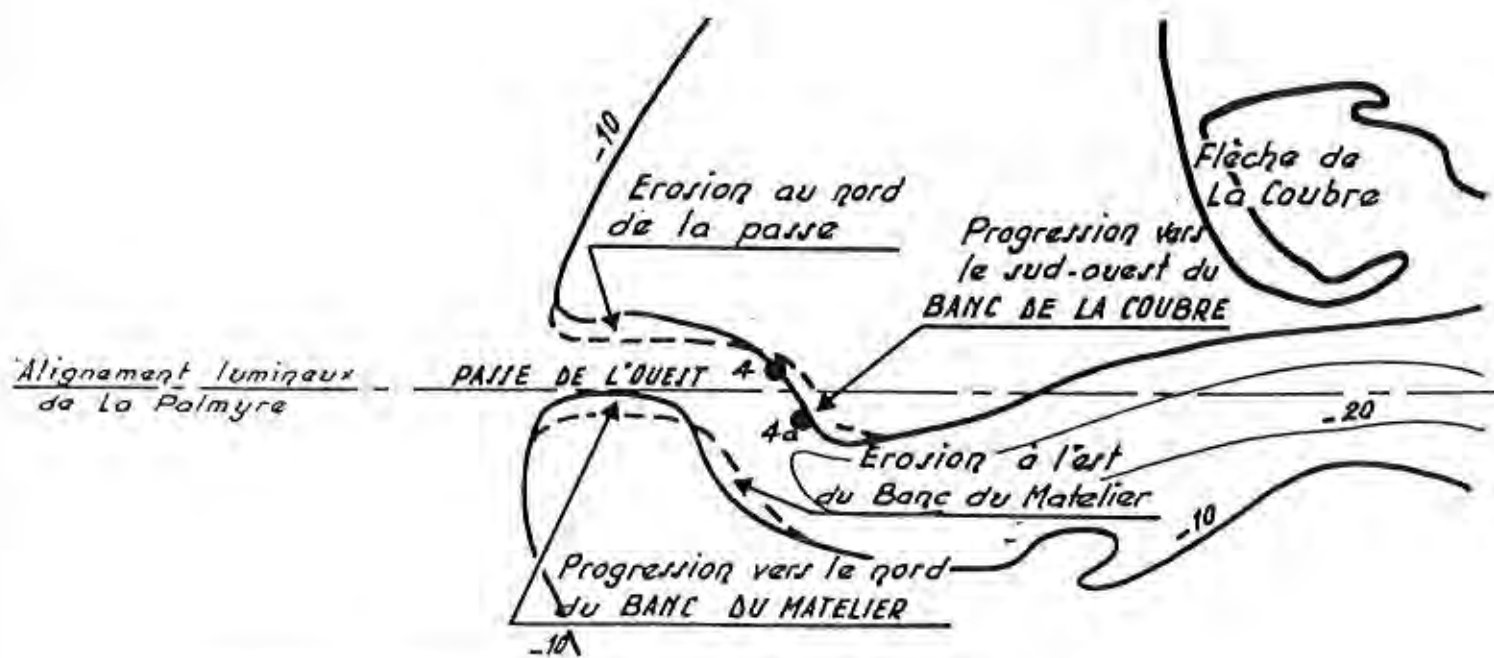 -10
Erosion au nord
de la passe
Flèche de
La Coubre
Progression vers
le sud-ouest du
BANC DE LA COUBRE
Alignement lumineux
de La Palmyre
PASSE DE L'OUEST
4
4a
-20
Erosion à l'est
du Banc du Matelier
-10
Progression vers le nord
du BANC DU MATELIER
-10